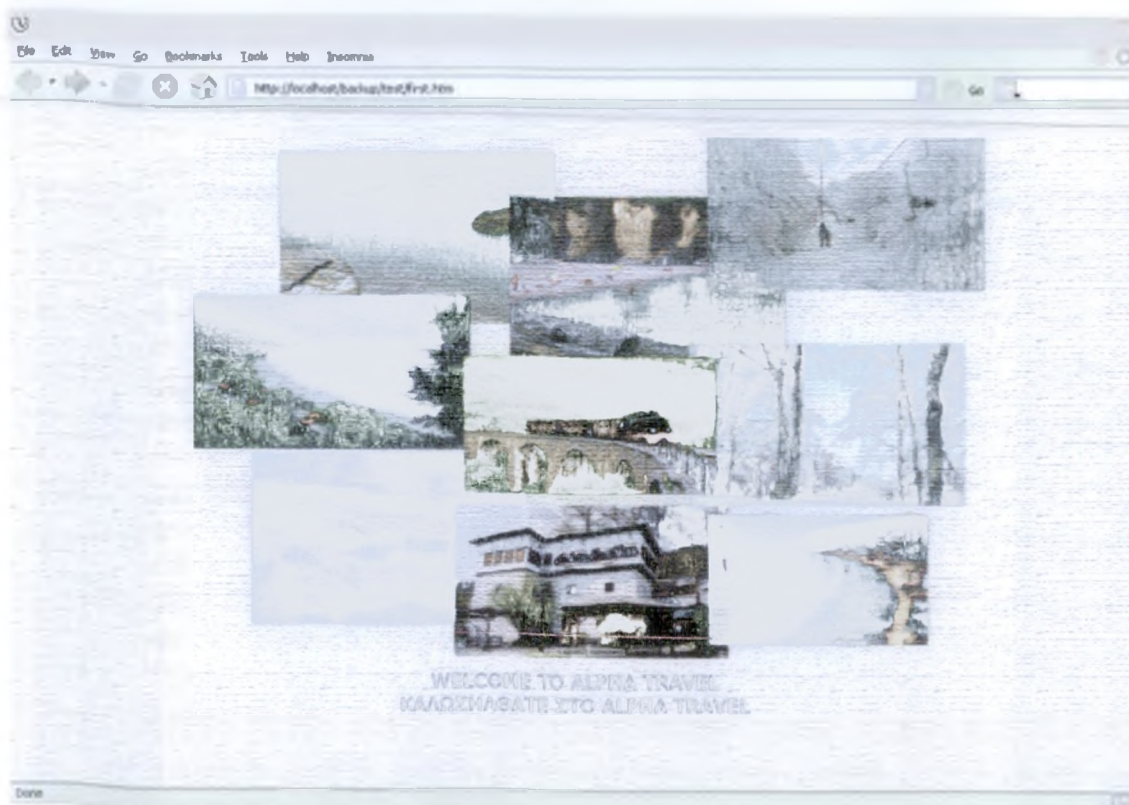 File Edit View Go Bookmarks Tools Help Insomnia
http://localhost/backup/test/first.htm Go
WELCOME TO ALPHA TRAVEL
ΚΑΛΩΣΗΛΘΑΤΕ ΣΤΟ ALPHA TRAVEL
Done